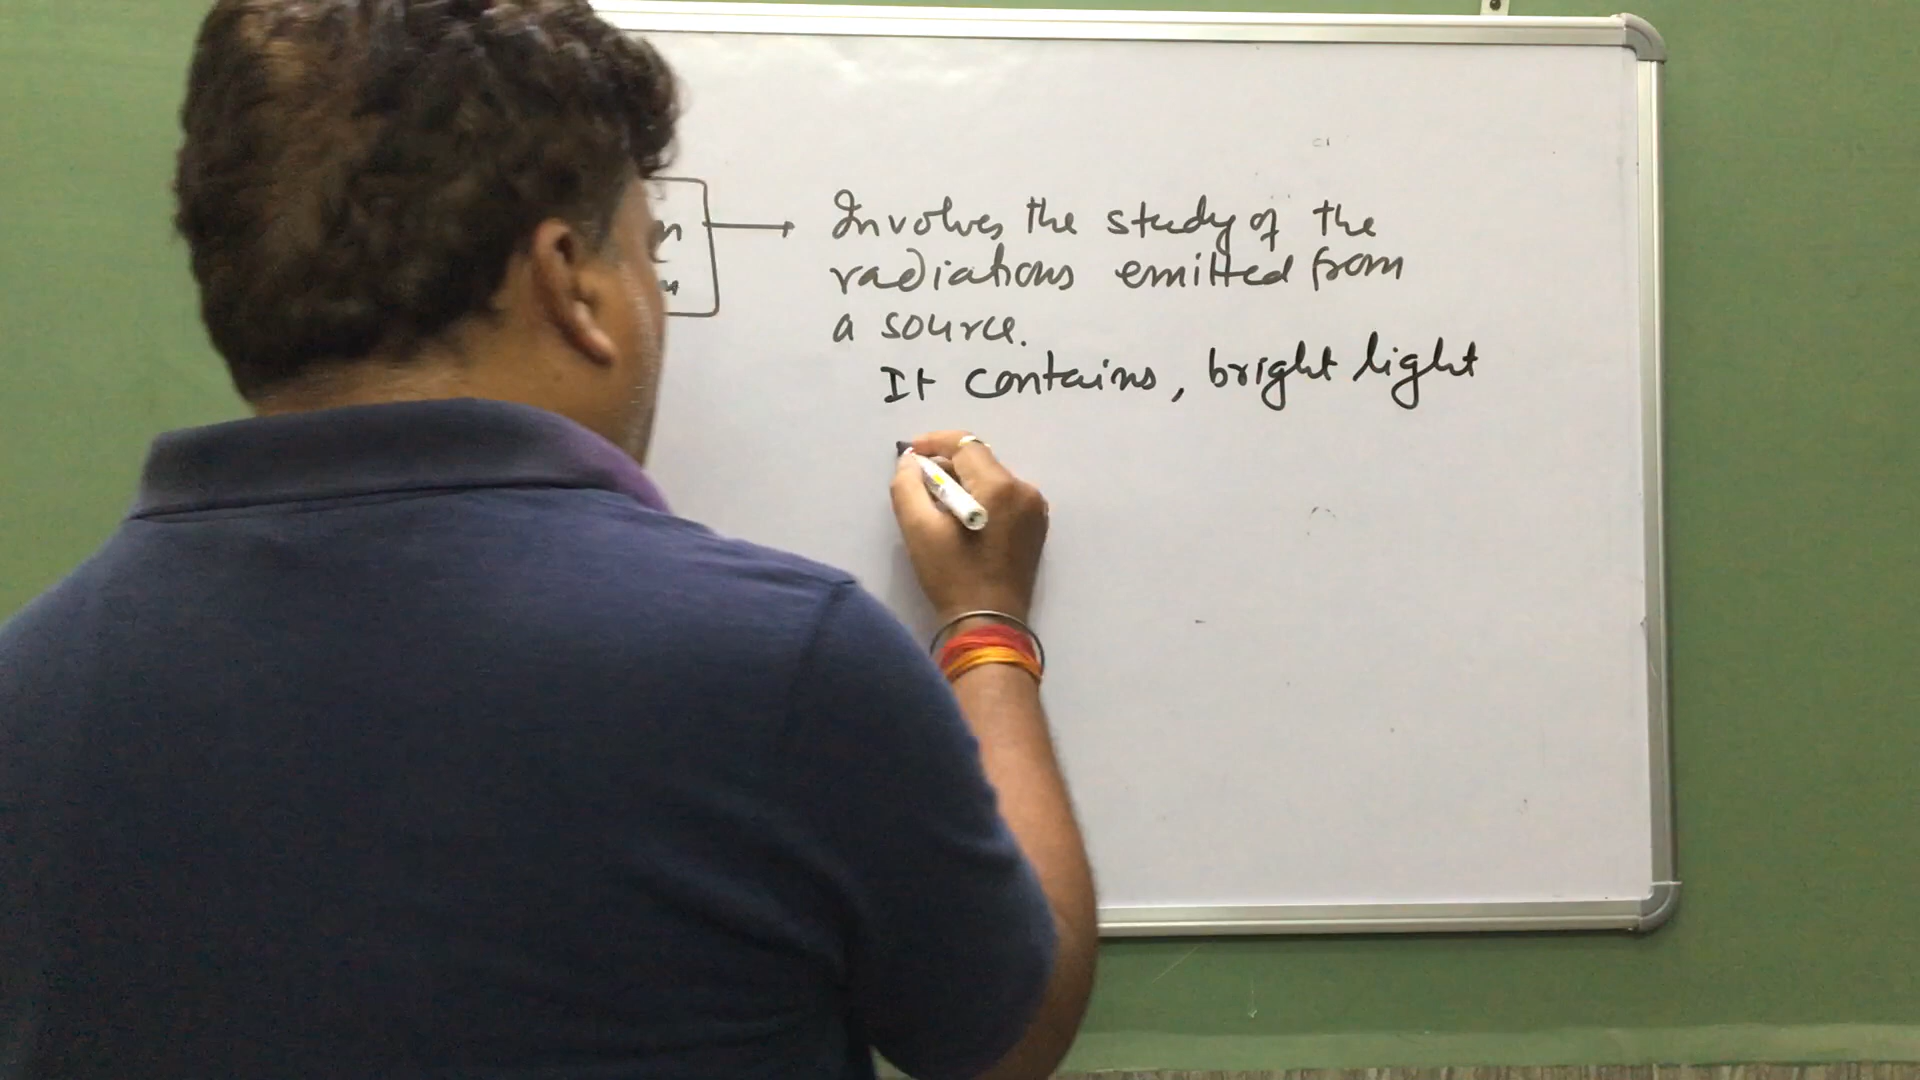 Involves the study of the
radiations emitted from
a source.
It contains, bright light